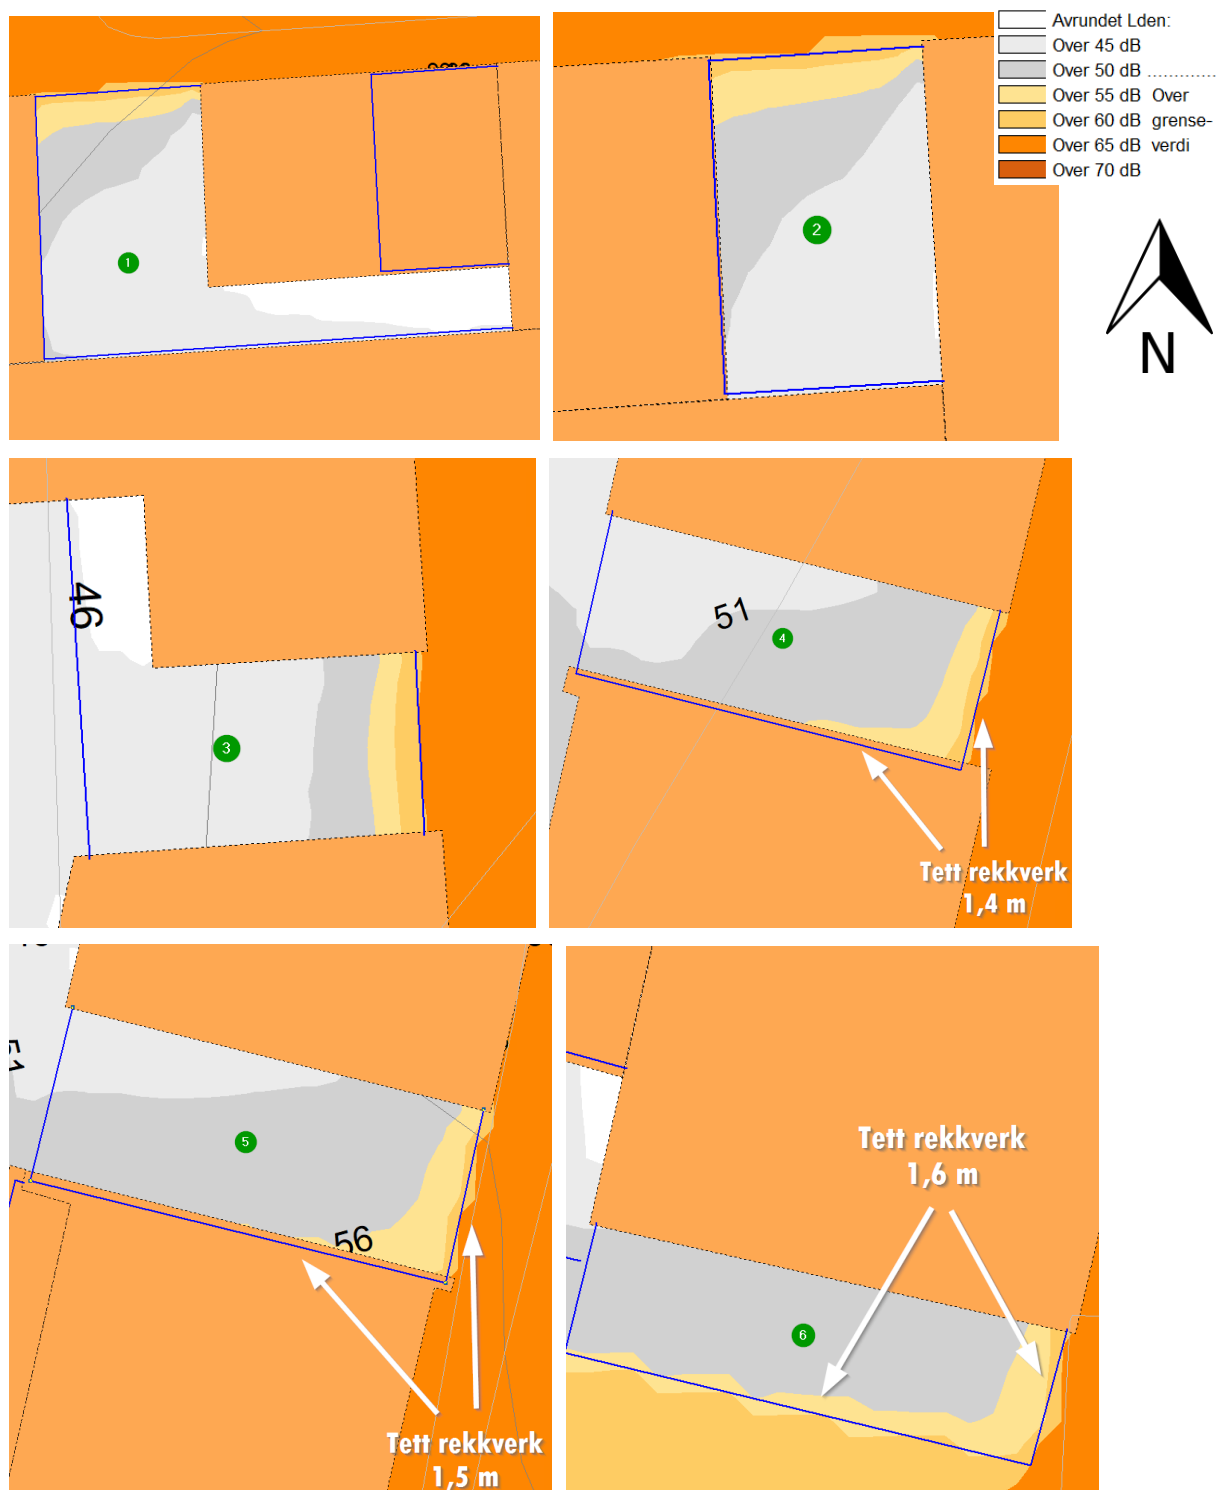 Avrundet Lden:
Over 45 dB
Over 50 dB
Over 55 dB Over
Over 60 dB grense-
Over 65 dB verdi
Over 70 dB
N
1
2
46
3
51
4
Tett rekkverk
1,4 m
51
5
56
Tett rekkverk
1,5 m
Tett rekkverk
1,6 m
6